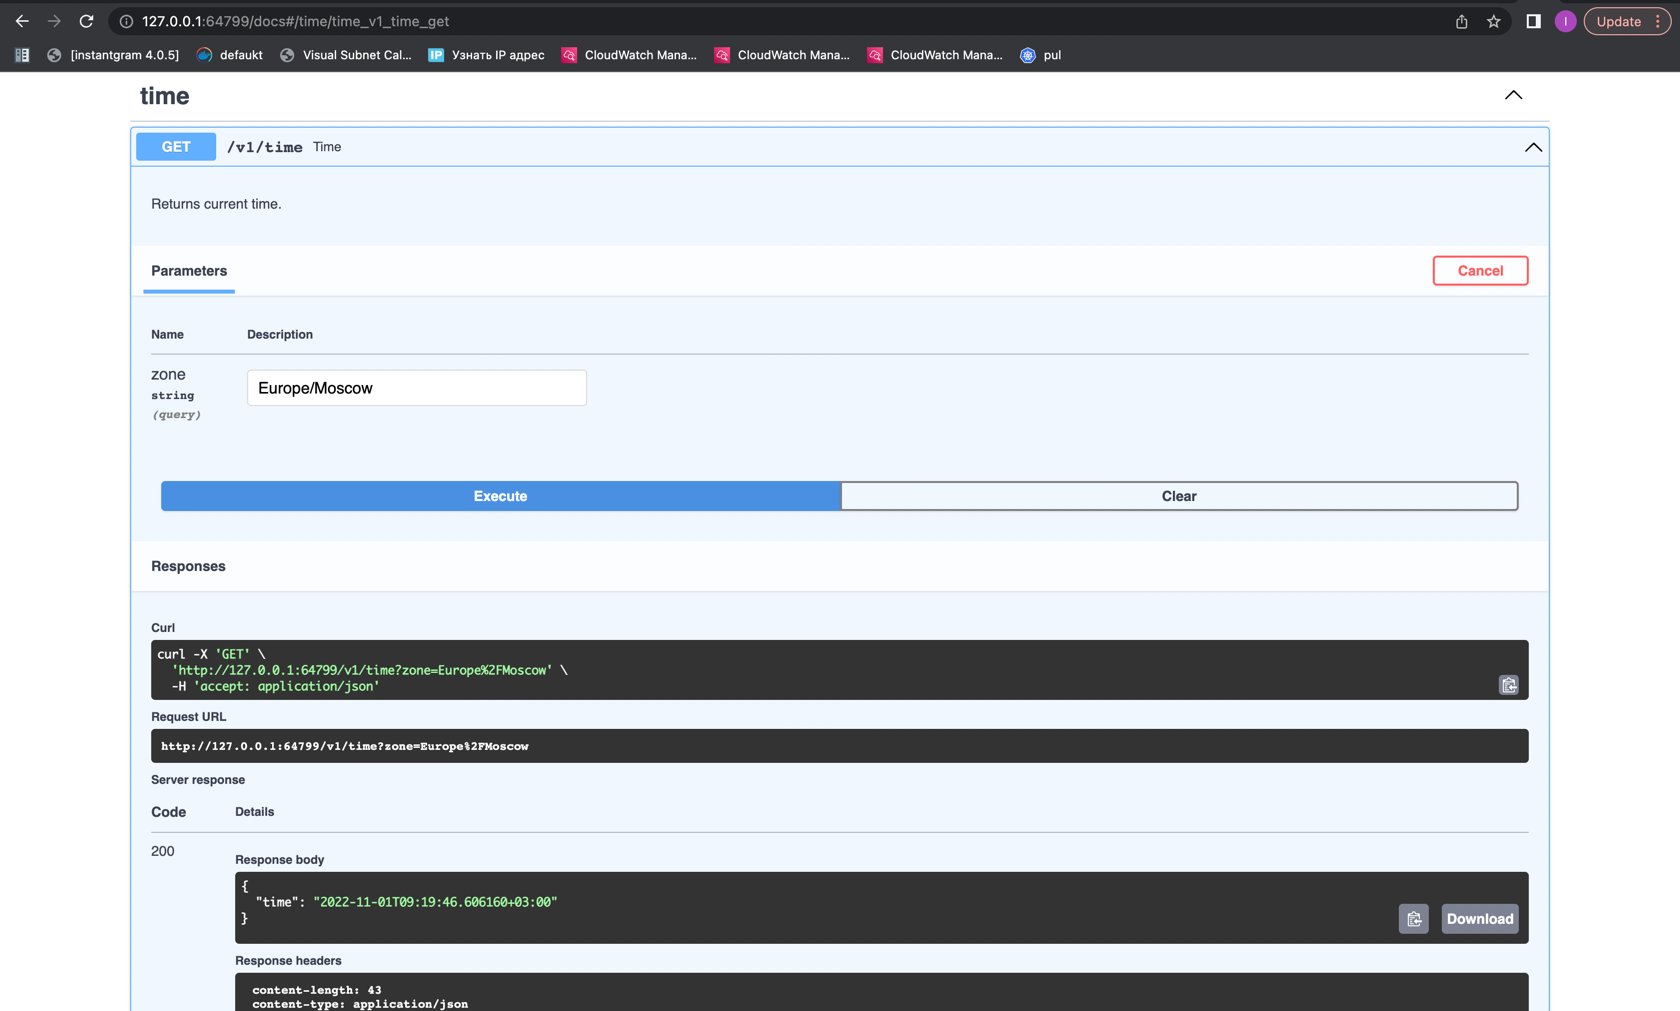 127.0.0.1:64799/docs#/time/time_v1_time_get
I
Update
[instantgram 4.0.5]
defaukt
Visual Subnet Cal...
IP
Узнать IP адрес
CloudWatch Mana...
CloudWatch Mana...
CloudWatch Mana...
pul
time
GET /v1/time Time
Returns current time.
Parameters
Cancel
Name Description
zone
string
(query)
Europe/Moscow
Execute
Clear
Responses
Curl
curl -X 'GET' \
'http://127.0.0.1:64799/v1/time?zone=Europe%2FMoscow' \
-H 'accept: application/json'
Request URL
http://127.0.0.1:64799/v1/time?zone=Europe%2FMoscow
Server response
Code Details
200
Response body
{
"time": "2022-11-01T09:19:46.606160+03:00"
}
Download
Response headers
content-length: 43
content-type: application/json